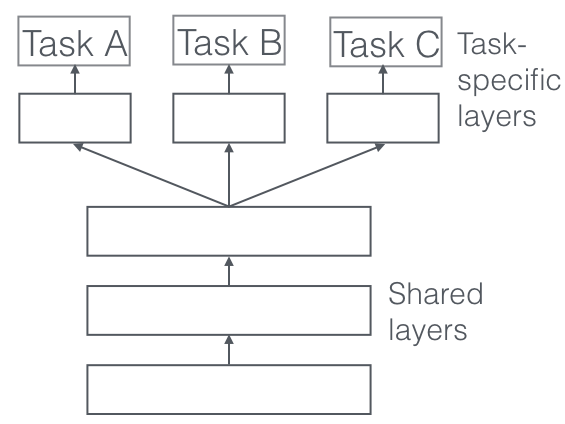 Task A
Task B
Task C
Task-
specific
layers
Shared
layers